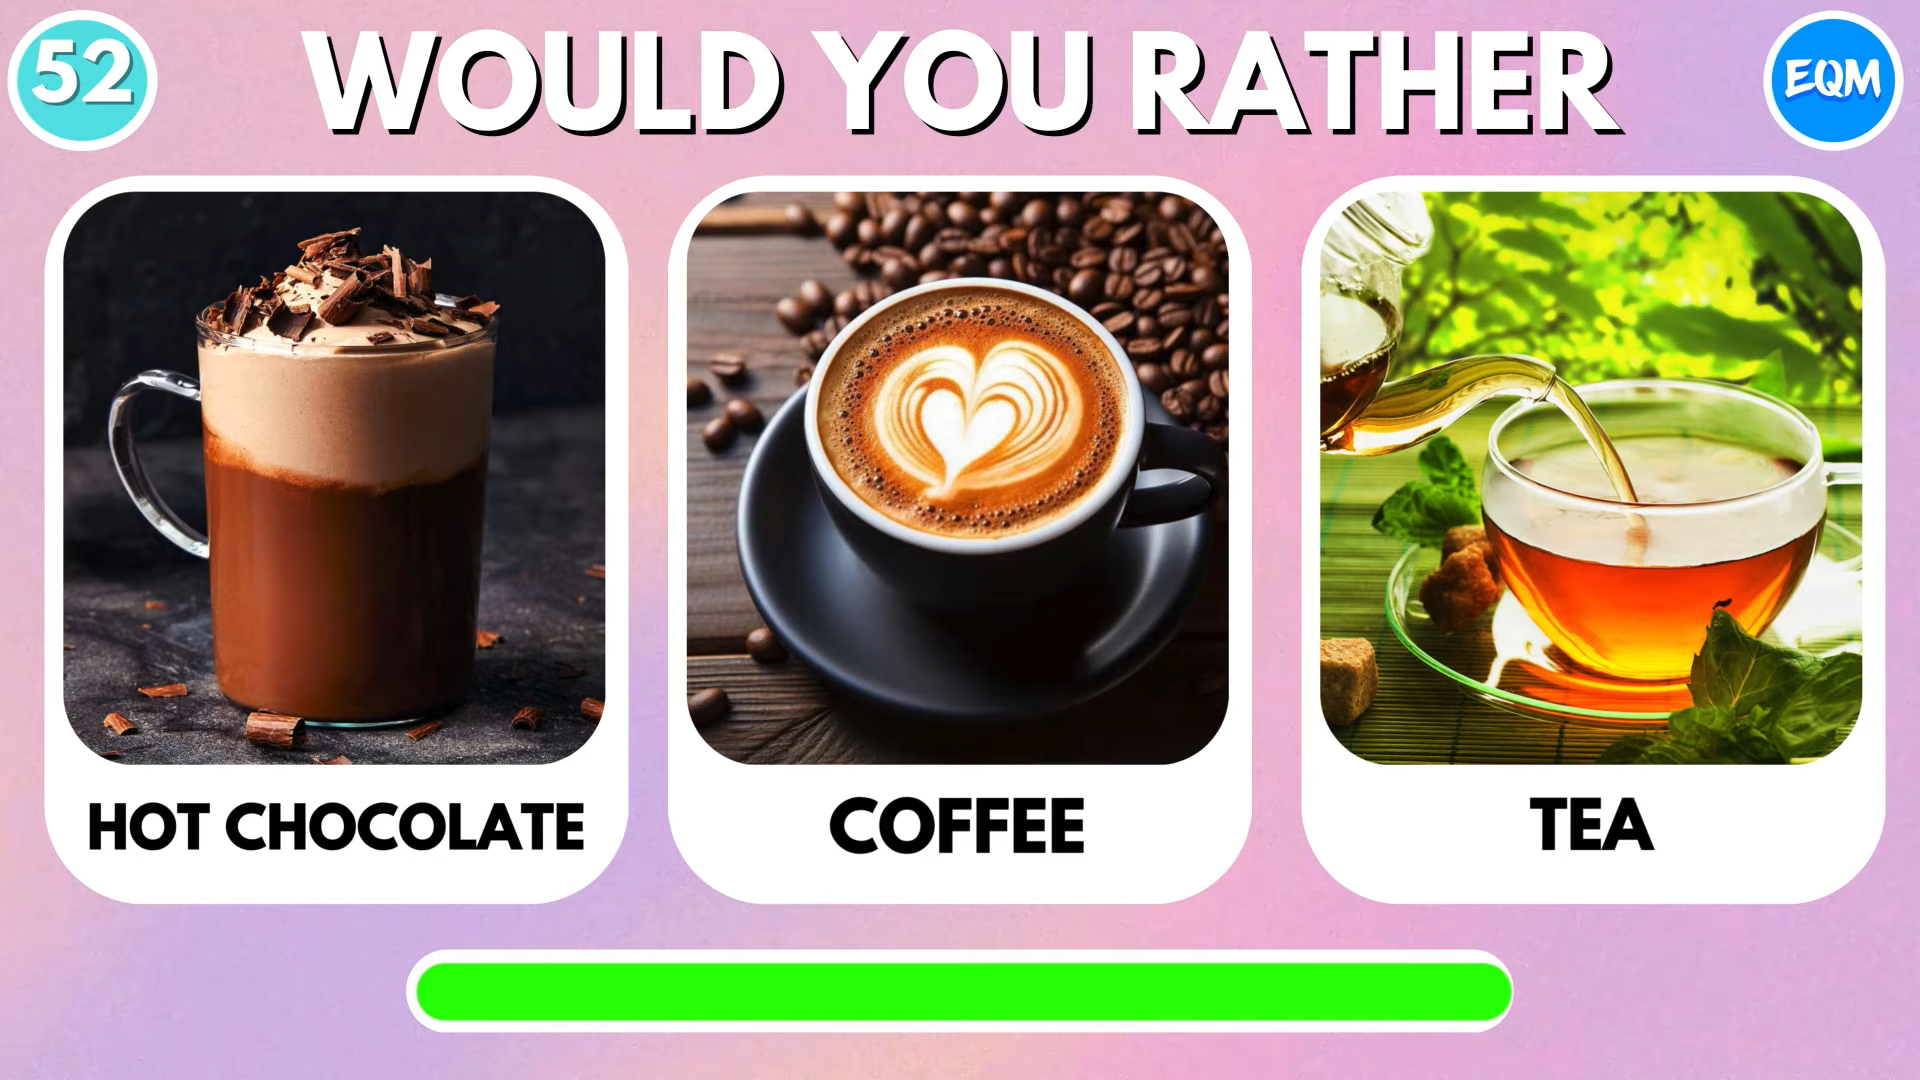 52
WOULD YOU RATHER
EQM
HOT CHOCOLATE
COFFEE
TEA